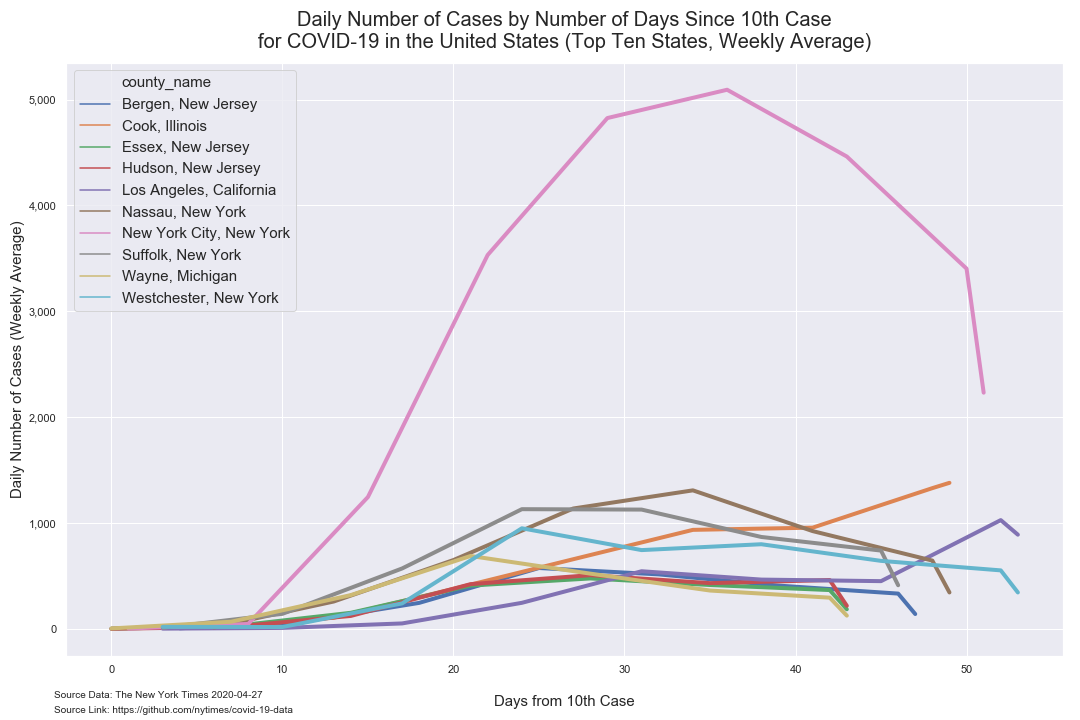 Daily Number of Cases by Number of Days Since 10th Case
for COVID-19 in the United States (Top Ten States, Weekly Average)
county_name
Bergen, New Jersey
Cook, Illinois
Essex, New Jersey
Hudson, New Jersey
Los Angeles, California
Nassau, New York
New York City, New York
Suffolk, New York
Wayne, Michigan
Westchester, New York
Daily Number of Cases (Weekly Average)
5,000
4,000
3,000
2,000
1,000
0
0 10 20 30 40 50
Days from 10th Case
Source Data: The New York Times 2020-04-27
Source Link: https://github.com/nytimes/covid-19-data